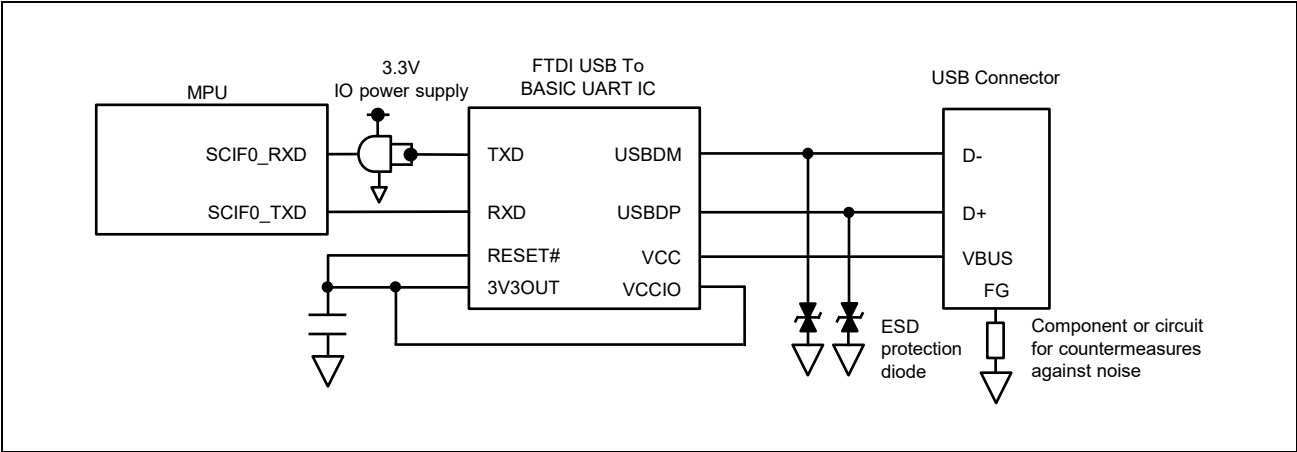 3.3V
IO power supply
MPU
SCIF0_RXD
SCIF0_TXD
FTDI USB To
BASIC UART IC
TXD
RXD
RESET#
3V3OUT
USBDM
USBDP
VCC
VCCIO
USB Connector
D-
D+
VBUS
FG
ESD
protection
diode
Component or circuit
for countermeasures
against noise